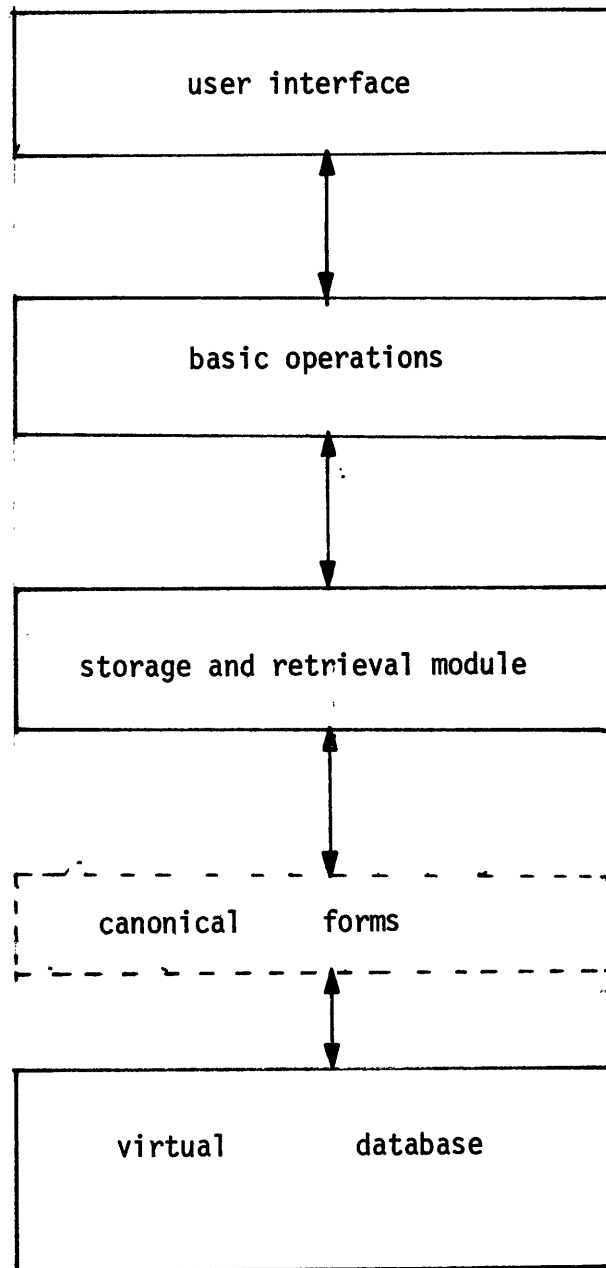 user interface
basic operations
storage and retrieval module
canonical forms
virtual database